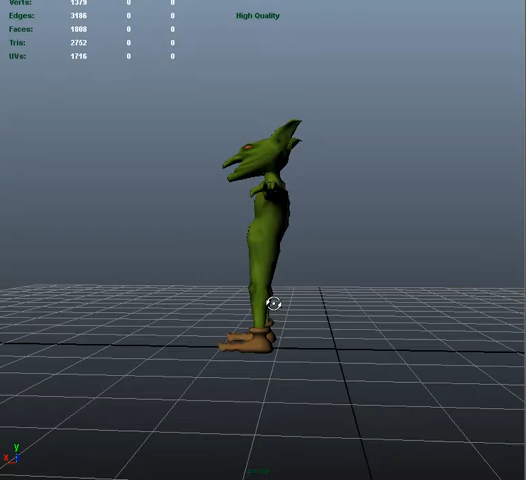 Verts: 1379 0 0
Edges: 3186 0 0
Faces: 1808 0 0
Tris: 2752 0 0
UVs: 1716 0 0
High Quality
y
x
persp